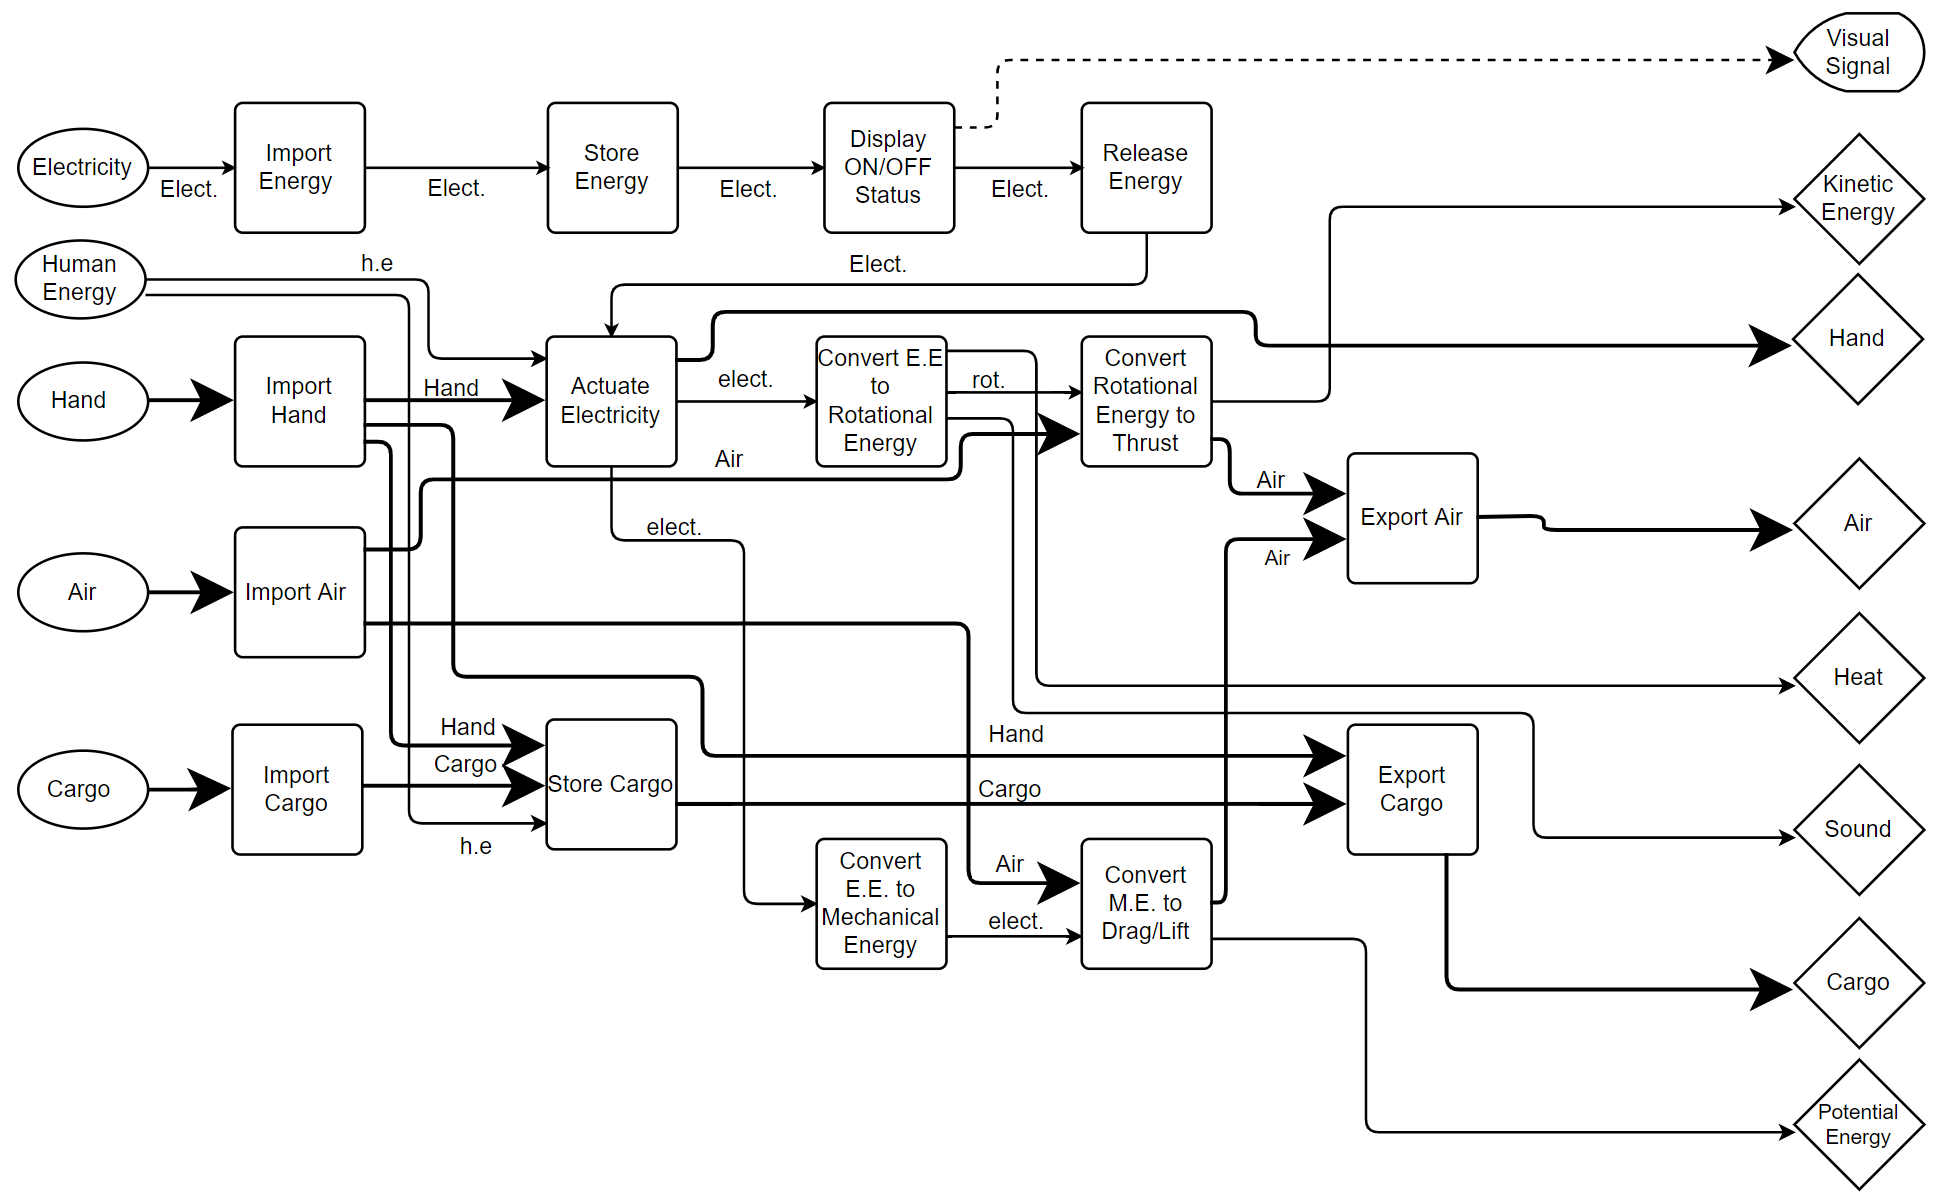 Visual
Signal
Electricity
Elect.
Import
Energy
Elect.
Store
Energy
Elect.
Display
ON/OFF
Status
Elect.
Release
Energy
Kinetic
Energy
Human
Energy
h.e
Elect.
Hand
Import
Hand
Hand
Actuate
Electricity
elect.
Convert E.E
to
Rotational
Energy
rot.
Convert
Rotational
Energy to
Thrust
Hand
Air
elect.
Air
Export Air
Air
Air
Air
Import Air
Heat
Cargo
Import
Cargo
Hand
Cargo
h.e
Store Cargo
Hand
Cargo
Export
Cargo
Sound
Convert
E.E. to
Mechanical
Energy
Air
elect.
Convert
M.E. to
Drag/Lift
Cargo
Potential
Energy